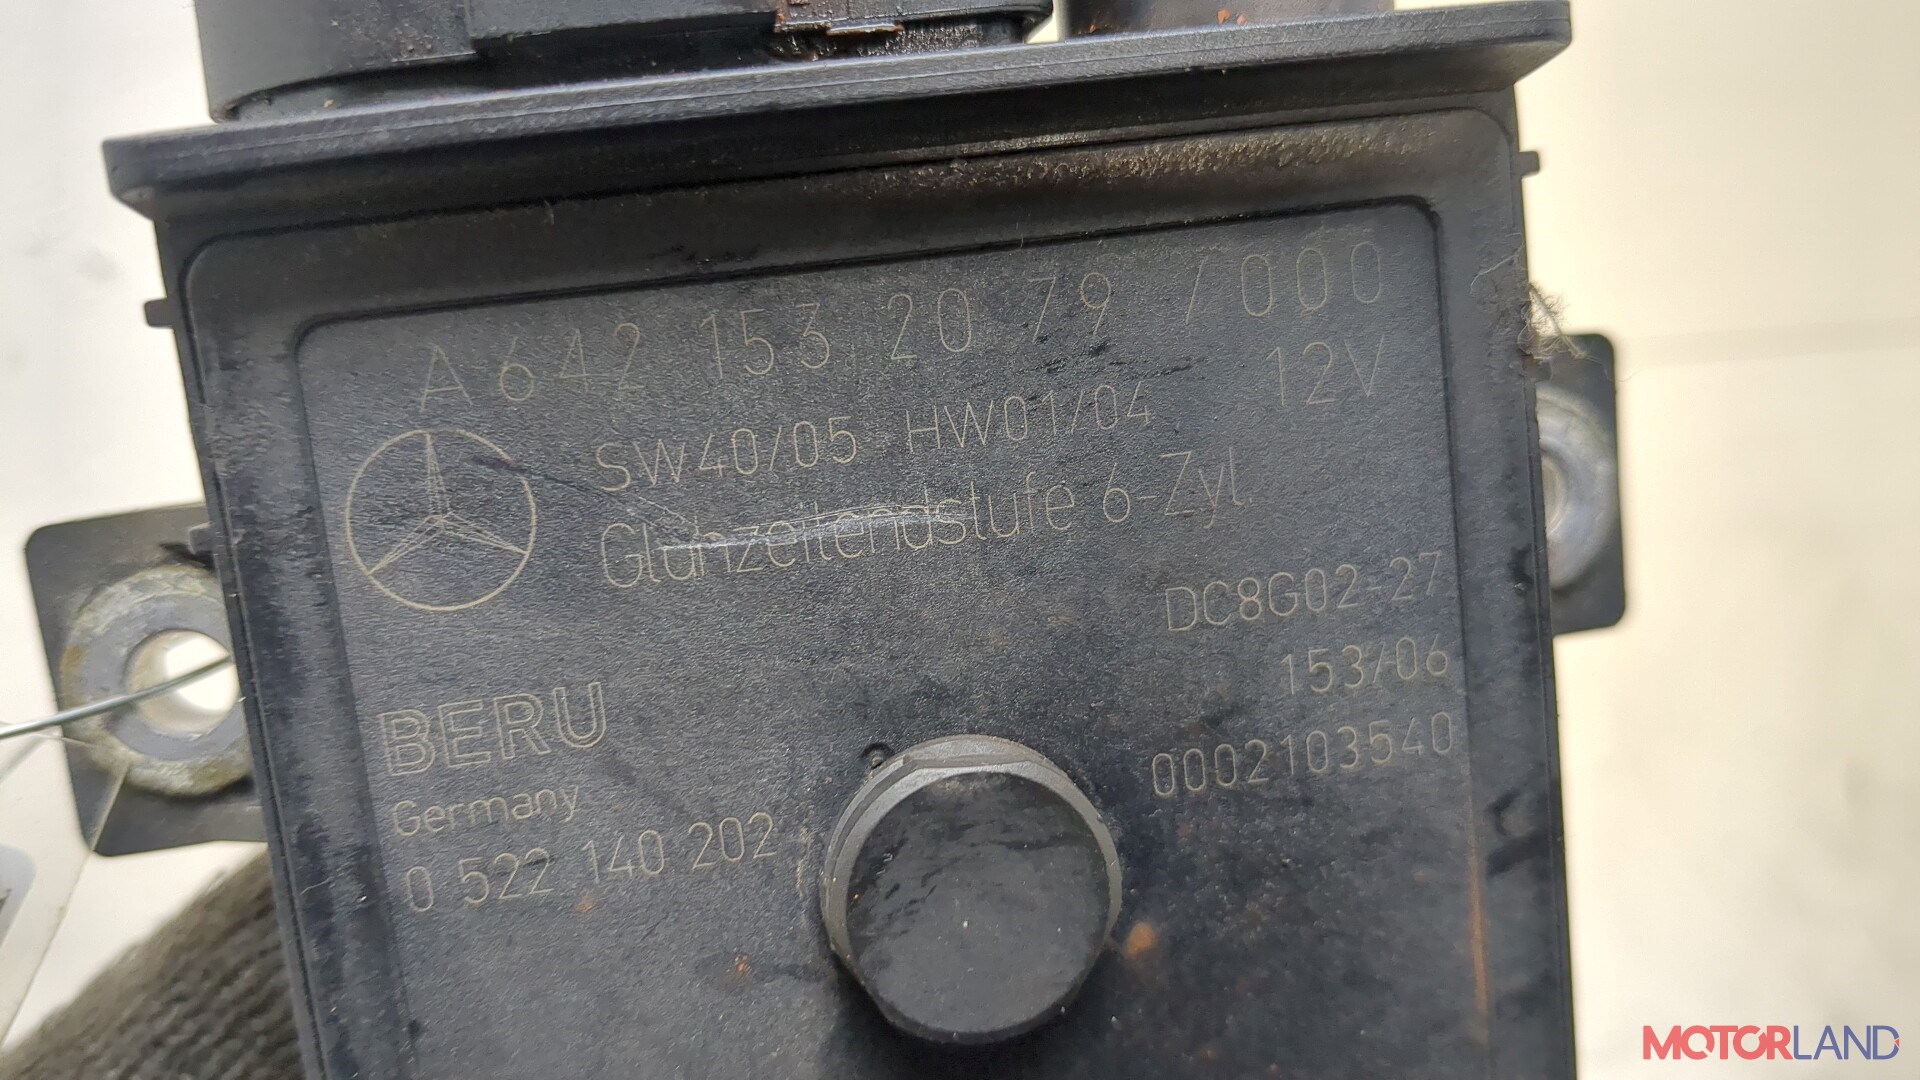 A 642 153 20 79 /000
SW40/05 HW01/04 12V
Glühzeitendstufe 6-Zyl.
DC8G02-27
153/06
0002103540
BERU
Germany
0 522 140 202
MOTORLAND